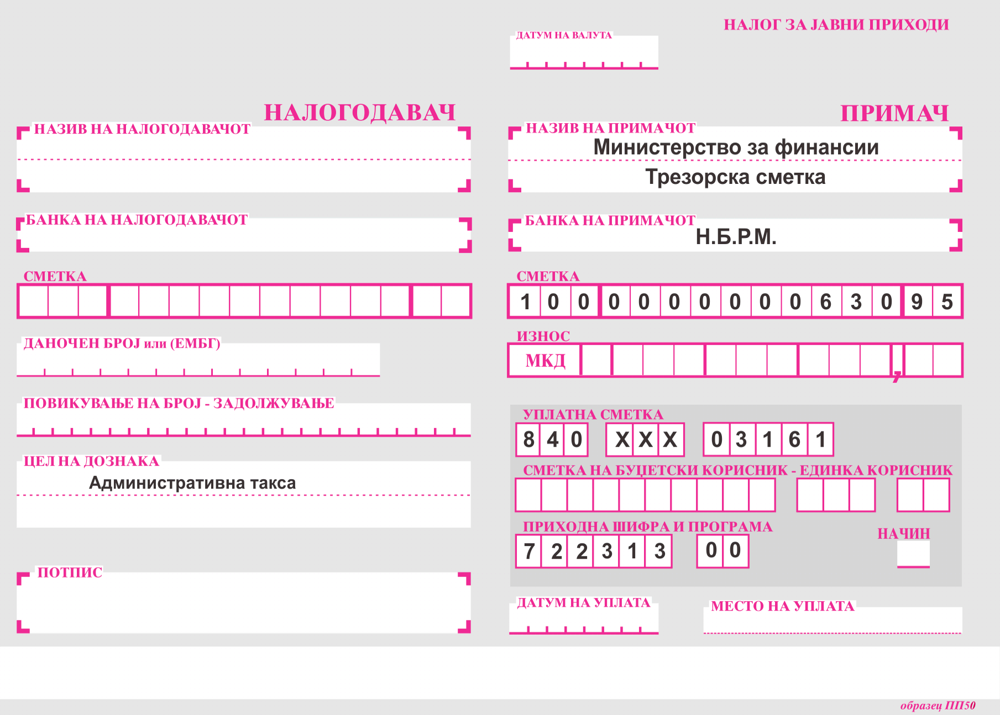 НАЛОГ ЗА ЈАВНИ ПРИХОДИ
ДАТУМ НА ВАЛУТА
НАЛОГОДАВАЧ
НАЗИВ НА НАЛОГОДАВАЧОТ
БАНКА НА НАЛОГОДАВАЧОТ
СМЕТКА
ДАНОЧЕН БРОЈ или (ЕМБГ)
ПОВИКУВАЊЕ НА БРОЈ - ЗАДОЛЖУВАЊЕ
ЦЕЛ НА ДОЗНАКА
Административна такса
ПОТПИС
ПРИМАЧ
НАЗИВ НА ПРИМАЧОТ
Министерство за финансии
Трезорска сметка
БАНКА НА ПРИМАЧОТ
Н.Б.Р.М.
СМЕТКА
1 0 0 0 0 0 0 0 0 0 6 3 0 9 5
ИЗНОС
МКД ,
УПЛАТНА СМЕТКА
8 4 0 X X X 0 3 1 6 1
СМЕТКА НА БУЏЕТСКИ КОРИСНИК - ЕДИНКА КОРИСНИК
ПРИХОДНА ШИФРА И ПРОГРАМА
НАЧИН
7 2 2 3 1 3 0 0
ДАТУМ НА УПЛАТА
МЕСТО НА УПЛАТА
образец ПП50